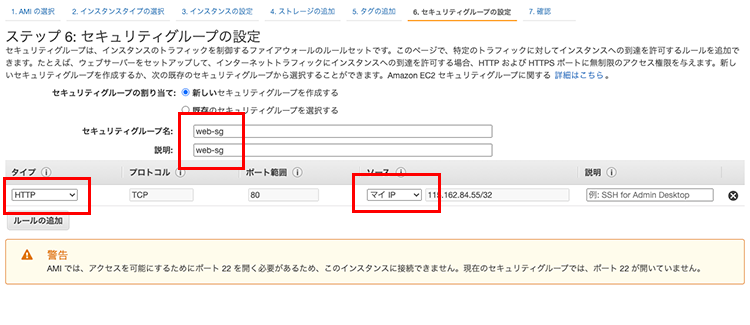 1. AMI の選択 2. インスタンスタイプの選択 3. インスタンスの設定 4. ストレージの追加 5. タグの追加 6. セキュリティグループの設定 7. 確認
ステップ 6: セキュリティグループの設定
セキュリティグループは、インスタンスのトラフィックを制御するファイアウォールのルールセットです。このページで、特定のトラフィックに対してインスタンスへの到達を許可するルールを追加で
きます。たとえば、ウェブサーバーをセットアップして、インターネットトラフィックにインスタンスへの到達を許可する場合、HTTP および HTTPS ポートに無制限のアクセス権限を与えます。新し
いセキュリティグループを作成するか、次の既存のセキュリティグループから選択することができます。Amazon EC2 セキュリティグループに関する 詳細はこちら 。
セキュリティグループの割り当て: 新しいセキュリティグループを作成する
既存のセキュリティグループを選択する
セキュリティグループ名: web-sg
説明: web-sg
タイプ プロトコル ポート範囲 ソース 説明
HTTP TCP 80 マイ IP 115.162.84.55/32 例: SSH for Admin Desktop
ルールの追加
警告
AMI では、アクセスを可能にするためにポート 22 を開く必要があるため、このインスタンスに接続できません。現在のセキュリティグループでは、ポート 22 が開いていません。